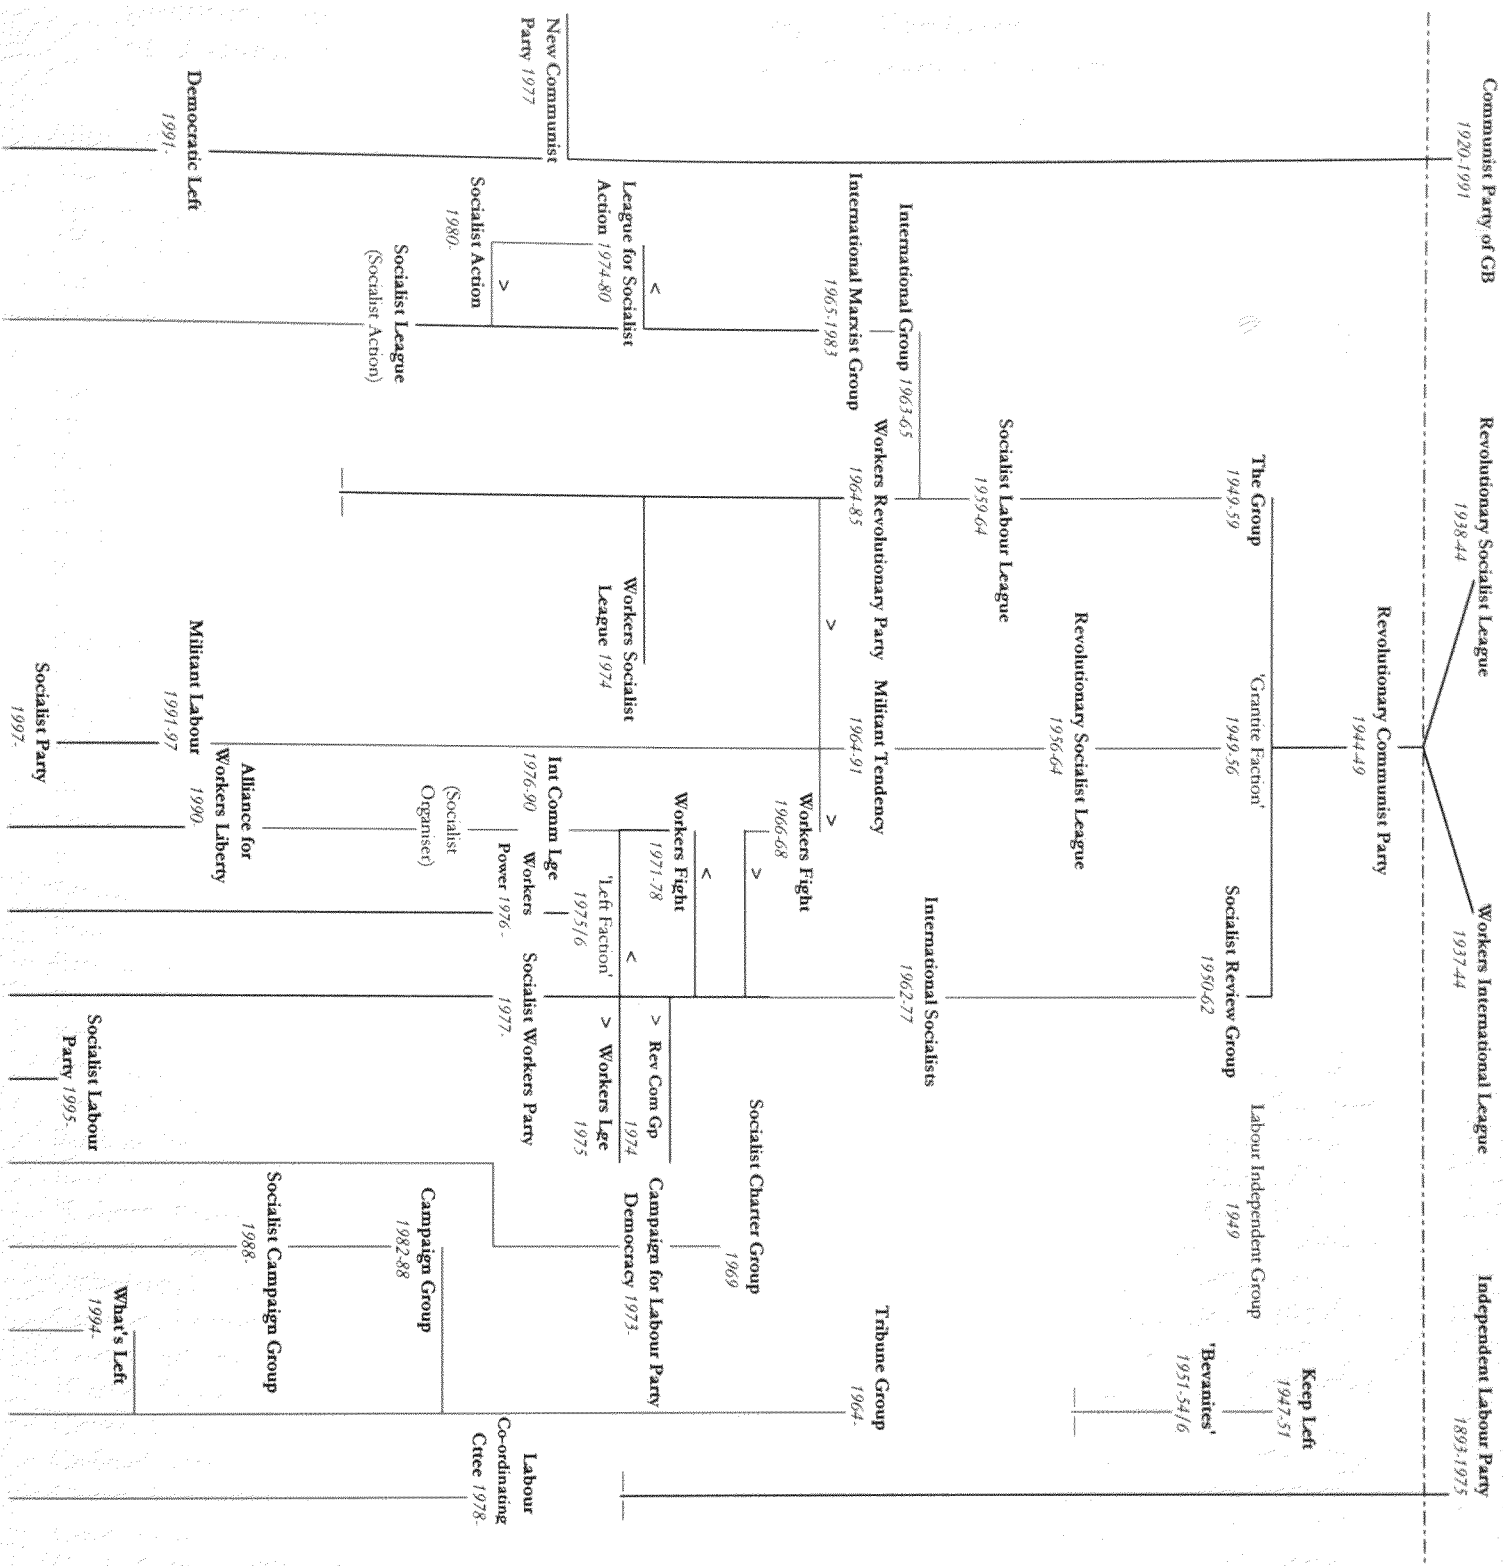 Communist Party of GB
1920-1991
Revolutionary Socialist League
1938-44
Workers International League
1937-44
Independent Labour Party
1893-1975
Revolutionary Communist Party
1944-49
Keep Left
1947-51
The Group
1949-59
'Grantite Faction'
1949-56
Socialist Review Group
1950-62
Labour Independent Group
1949
'Bevanites'
1951-54/6
Revolutionary Socialist League
1956-64
Socialist Labour League
1959-64
International Socialists
1962-77
International Group 1963-65
International Marxist Group
1965-1983
Workers Revolutionary Party
1964-85
Militant Tendency
1964-91
Tribune Group
1964-
Workers Fight
1966-68
Socialist Charter Group
1969
Workers Fight
1971-78
League for Socialist
Action 1974-80
Workers Socialist
League 1974
> Rev Com Gp
1974
Campaign for Labour Party
Democracy 1973-
'Left Faction'
1975/6
> Workers Lge
1975
New Communist
Party 1977
Int Comm Lge
1976-90
Workers
Power 1976 -
Socialist Workers Party
1977-
Labour
Co-ordinating
Cttee 1978-
Socialist Action
1980-
Socialist League
(Socialist Action)
(Socialist
Organiser)
Campaign Group
1982-88
Socialist Campaign Group
1988-
Alliance for
Workers Liberty
1990-
Democratic Left
1991-
Militant Labour
1991-97
What's Left
1994-
Socialist Labour
Party 1995-
Socialist Party
1997-